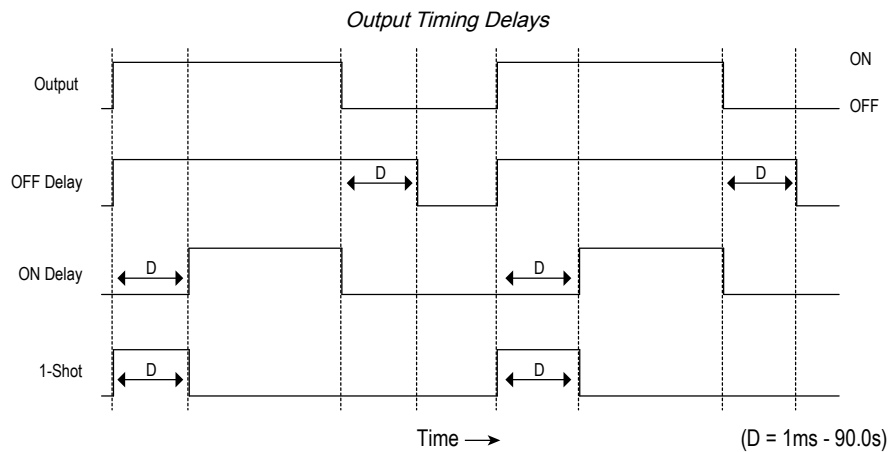 Output Timing Delays
Output
ON
OFF
OFF Delay
D
D
ON Delay
D
D
1-Shot
D
D
Time
(D = 1ms - 90.0s)